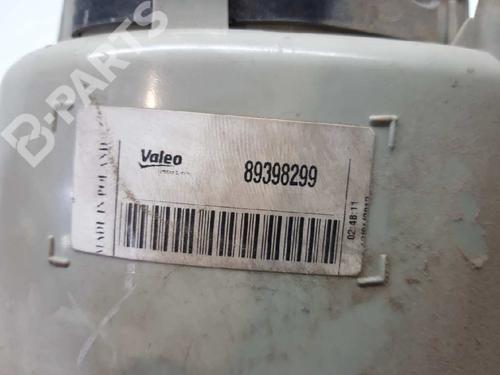 B-PARTS
MADE IN POLAND
Valeo
89398299
02:48:11